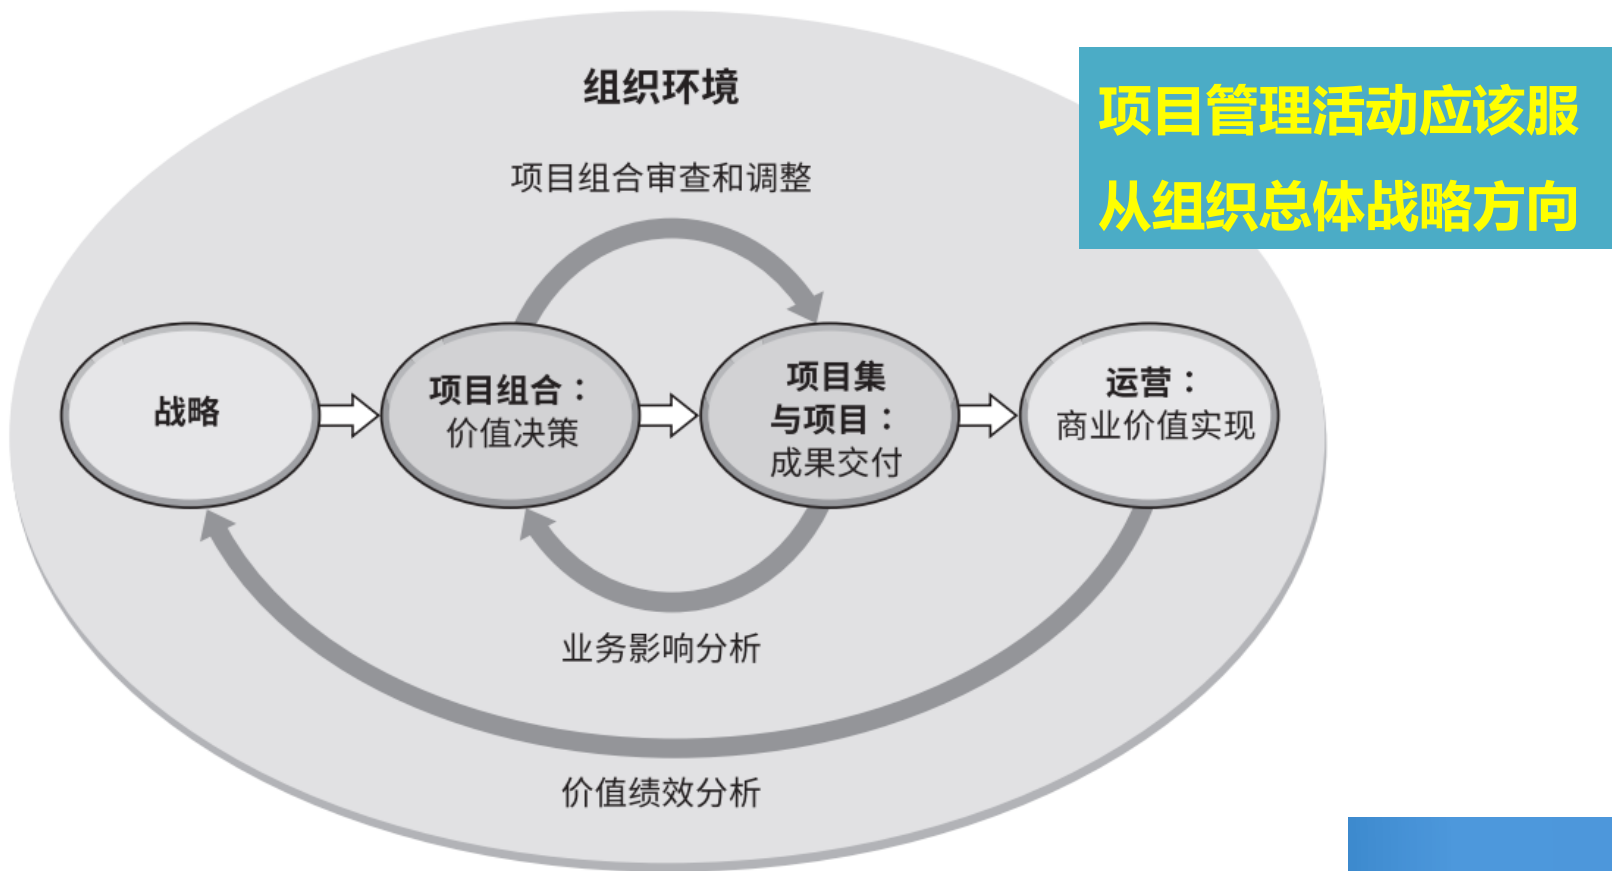 组织环境
项目管理活动应该服
从组织总体战略方向
项目组合审查和调整
战略
项目组合：
价值决策
项目集
与项目：
成果交付
运营：
商业价值实现
业务影响分析
价值绩效分析